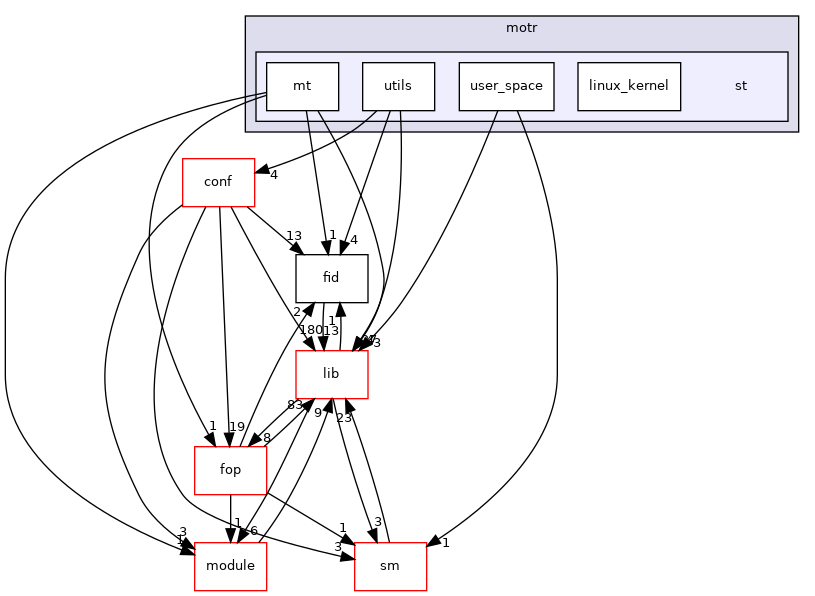 motr
mt
utils
user_space
linux_kernel
st
conf
4
13
1
4
fid
2
180
1
13
3
lib
83
9
23
1
19
8
fop
1
6
1
3
3
1
3
1
module
sm